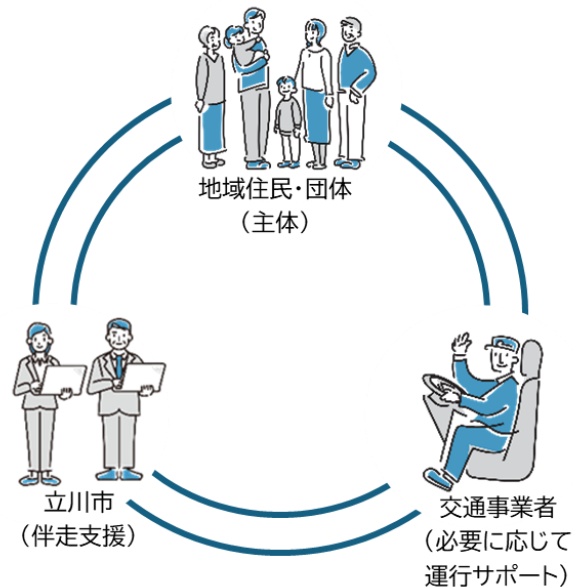 地域住民・団体
（主体）
立川市
（伴走支援）
交通事業者
（必要に応じて
運行サポート）